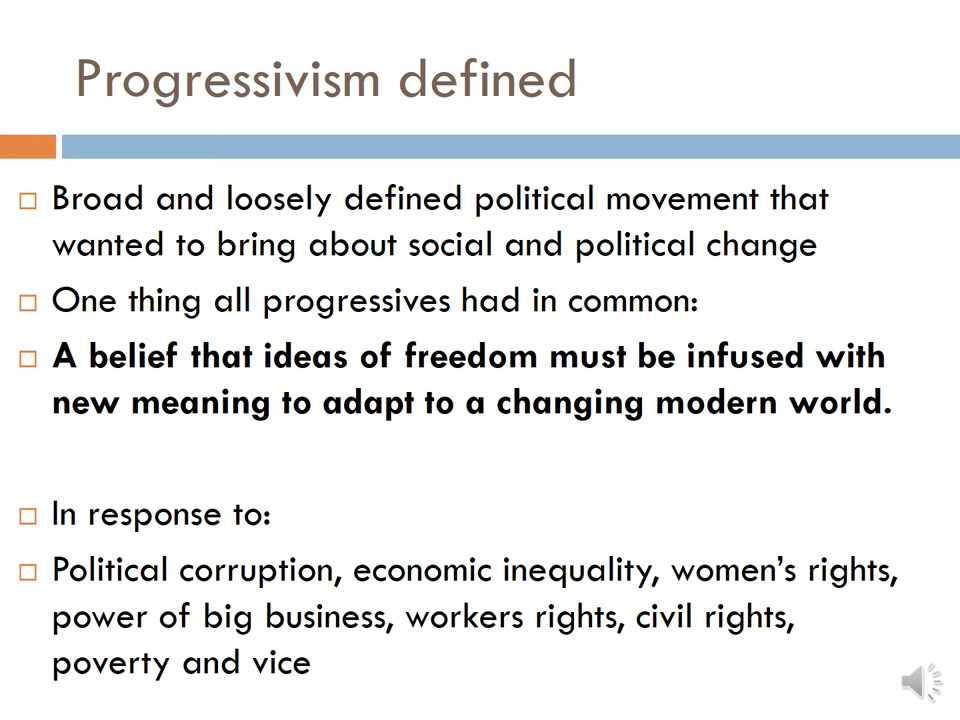 Progressivism defined
Broad and loosely defined political movement that
wanted to bring about social and political change
One thing all progressives had in common:
A belief that ideas of freedom must be infused with
new meaning to adapt to a changing modern world.
In response to:
Political corruption, economic inequality, women’s rights,
power of big business, workers rights, civil rights,
poverty and vice